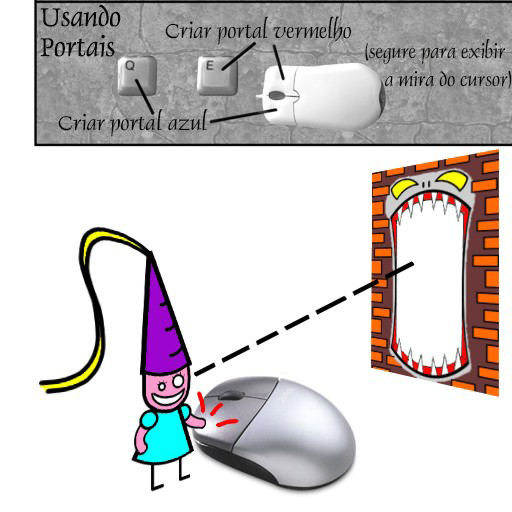 Usando
Portais
Criar portal vermelho
(segure para exibir
a mira do cursor)
Q
E
Criar portal azul